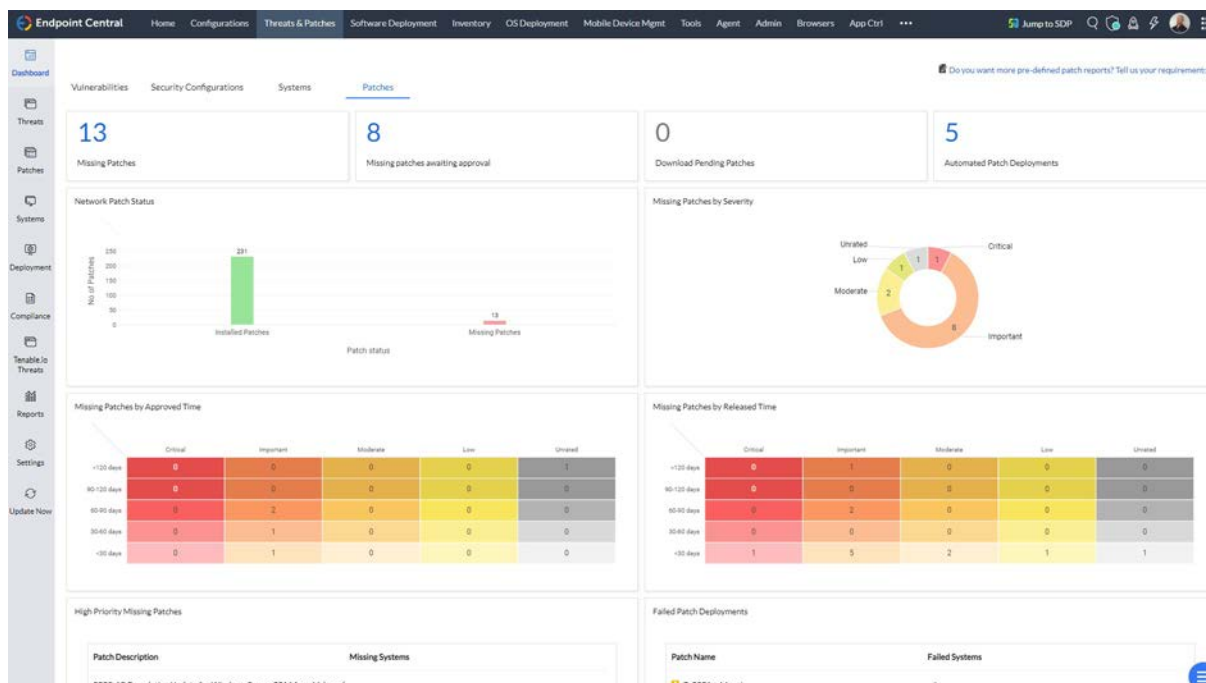 Endpoint Central Home Configurations Threats & Patches Software Deployment Inventory OS Deployment Mobile Device Mgmt Tools Agent Admin Browsers App Ctrl ••• Jump to SDP
Dashboard
Threats
Patches
Systems
Deployment
Compliance
Tenable.io
Threats
Reports
Settings
Update Now
Do you want more pre-defined patch reports? Tell us your requirement
Vulnerabilities Security Configurations Systems Patches
13
Missing Patches
8
Missing patches awaiting approval
0
Download Pending Patches
5
Automated Patch Deployments
Network Patch Status
No of Patches
250
200
150
100
50
0
231
13
Installed Patches Missing Patches
Patch status
Missing Patches by Severity
Unrated
Low
Moderate
Critical
Important
1
1
1
2
8
Missing Patches by Approved Time
Critical Important Moderate Low Unrated
>120 days 0 0 0 0 1
90-120 days 0 0 0 0 0
60-90 days 0 2 0 0 0
30-60 days 0 1 0 0 0
<30 days 0 1 0 0 0
Missing Patches by Released Time
Critical Important Moderate Low Unrated
>120 days 0 1 0 0 0
90-120 days 0 0 0 0 0
60-90 days 0 2 0 0 0
30-60 days 0 0 0 0 0
<30 days 1 5 2 1 1
High Priority Missing Patches
Patch Description Missing Systems
Failed Patch Deployments
Patch Name Failed Systems